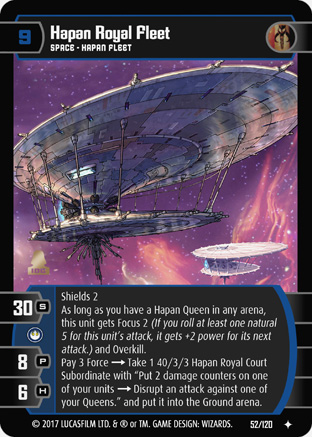 9 Hapan Royal Fleet
SPACE - HAPAN FLEET
30 S
8 P
6 H
Shields 2
As long as you have a Hapan Queen in any arena,
this unit gets Focus 2 (If you roll at least one natural
5 for this unit's attack, it gets +2 power for its next
attack.) and Overkill.
Pay 3 Force → Take 1 40/3/3 Hapan Royal Court
Subordinate with "Put 2 damage counters on one
of your units → Disrupt an attack against one of
your Queens." and put it into the Ground arena.
© 2017 LUCASFILM LTD. & ® or TM. GAME DESIGN: WIZARDS.
52/120